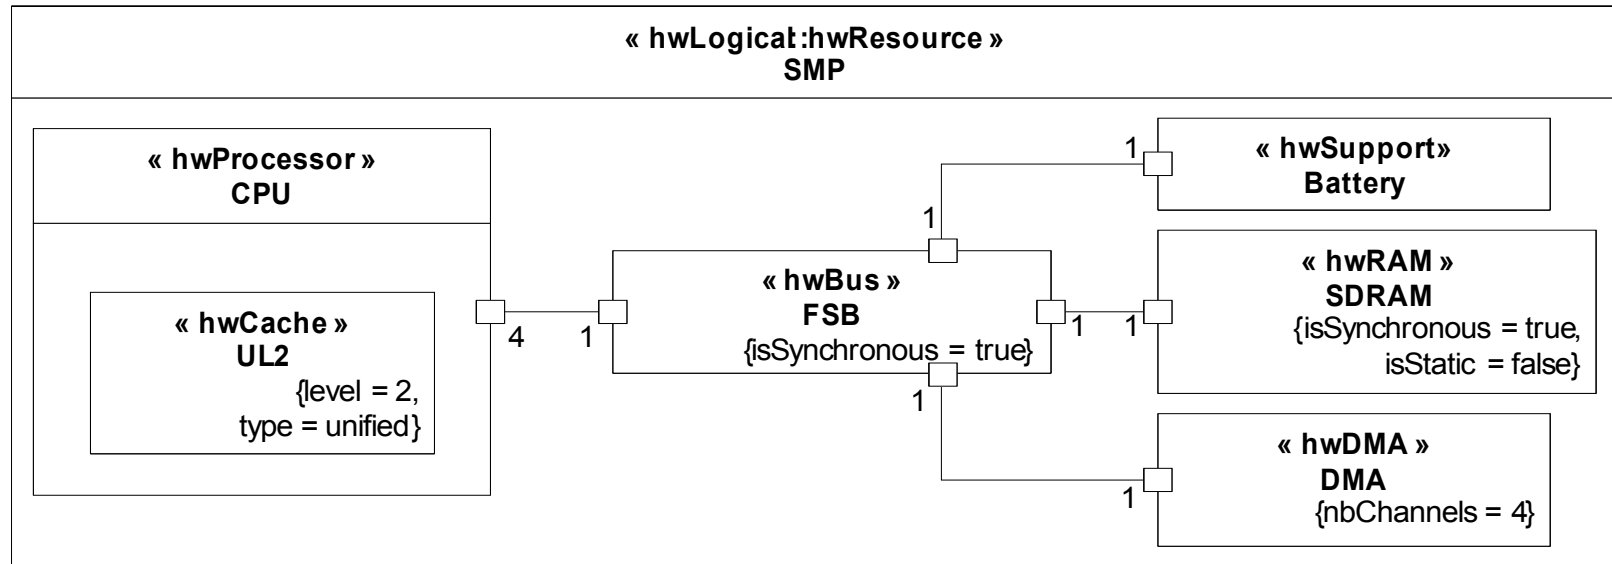 « hwLogical::hwResource »
SMP
« hwProcessor »
CPU
« hwCache »
UL2
{level = 2,
type = unified}
4
1
« hwBus »
FSB
{isSynchronous = true}
1
1
1
1
« hwSupport»
Battery
1
« hwRAM »
SDRAM
{isSynchronous = true,
isStatic = false}
1
« hwDMA »
DMA
{nbChannels = 4}